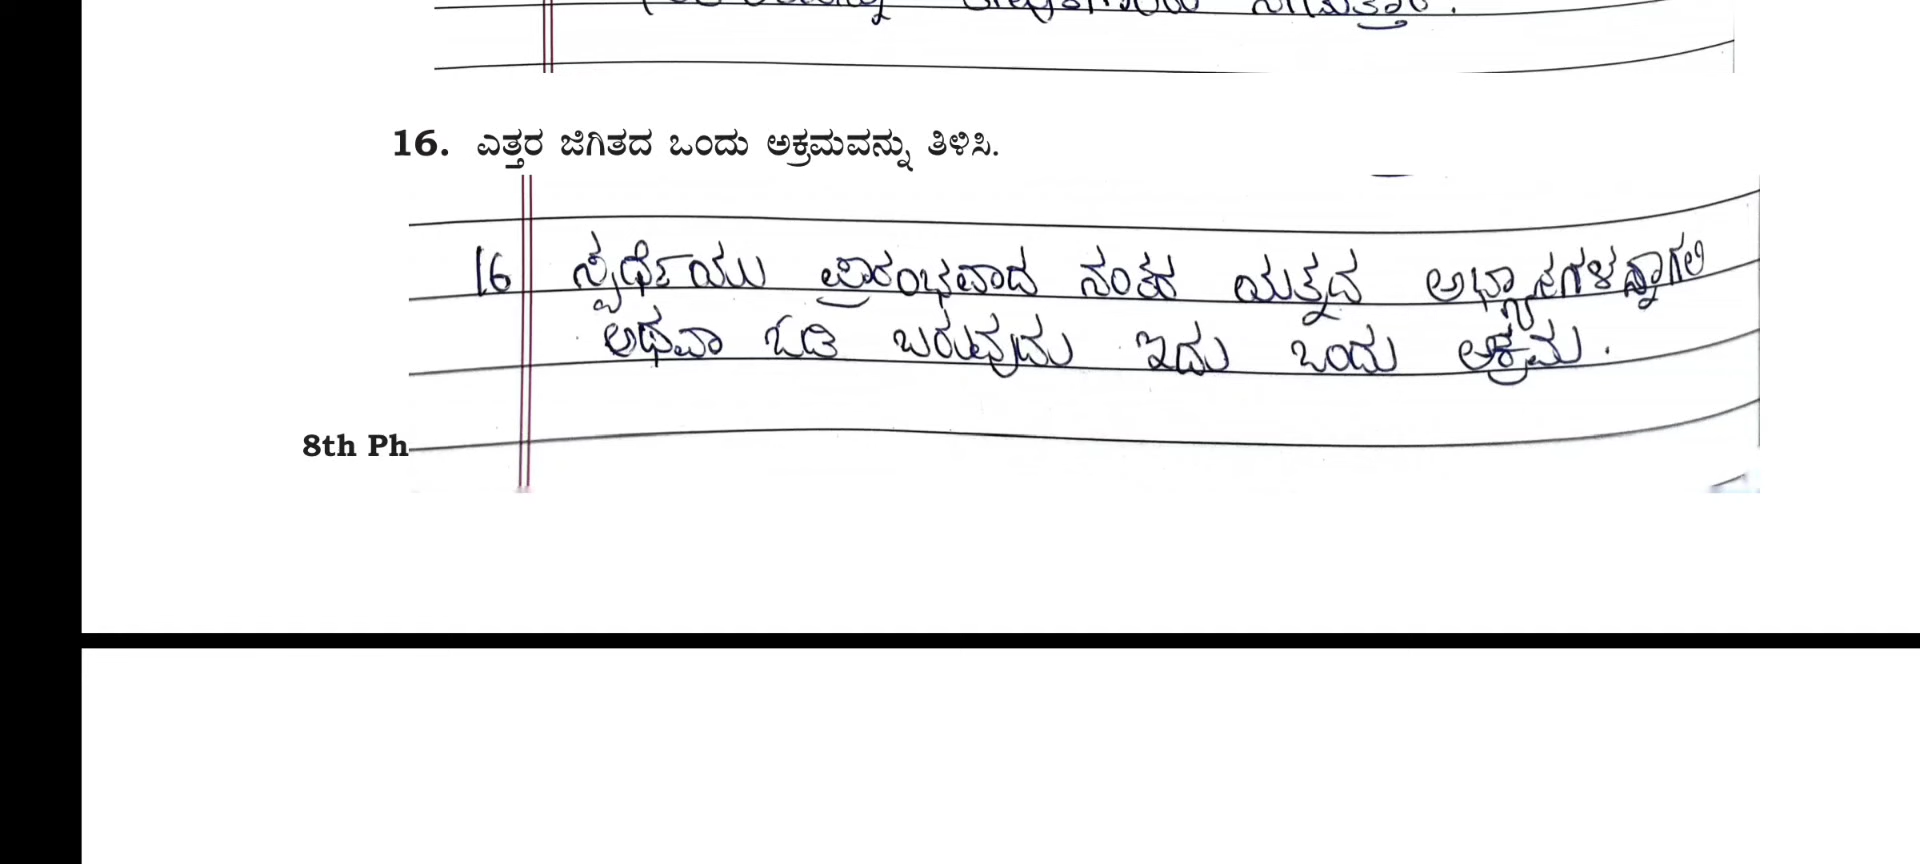 16. ಎತ್ತರ ಜಿಗಿತದ ಒಂದು ಅಕ್ರಮವನ್ನು ತಿಳಿಸಿ.
16 ಸ್ಪರ್ಧೆಯು ಪ್ರಾರಂಭವಾದ ನಂತರ ಯತ್ನದ ಅಭ್ಯಾಸಗಳನ್ನಾಗಲಿ
ಅಥವಾ ಓಡಿ ಬರುವುದು ಇದು ಒಂದು ಅಕ್ರಮ.
8th Ph